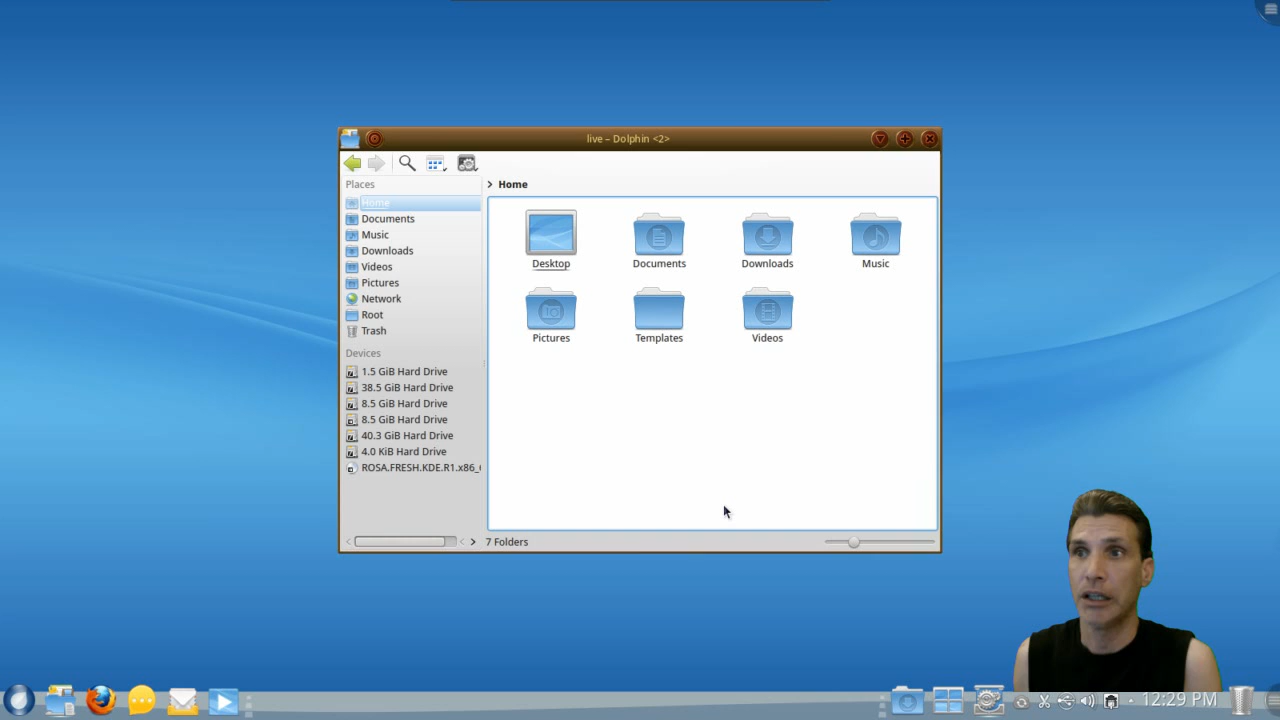 live – Dolphin <2>
Places
> Home
Home
Documents
Music
Downloads
Videos
Pictures
Network
Root
Trash
Devices
1.5 GiB Hard Drive
38.5 GiB Hard Drive
8.5 GiB Hard Drive
8.5 GiB Hard Drive
40.3 GiB Hard Drive
4.0 KiB Hard Drive
ROSA.FRESH.KDE.R1.x86_
Desktop
Documents
Downloads
Music
Pictures
Templates
Videos
7 Folders
12:29 PM